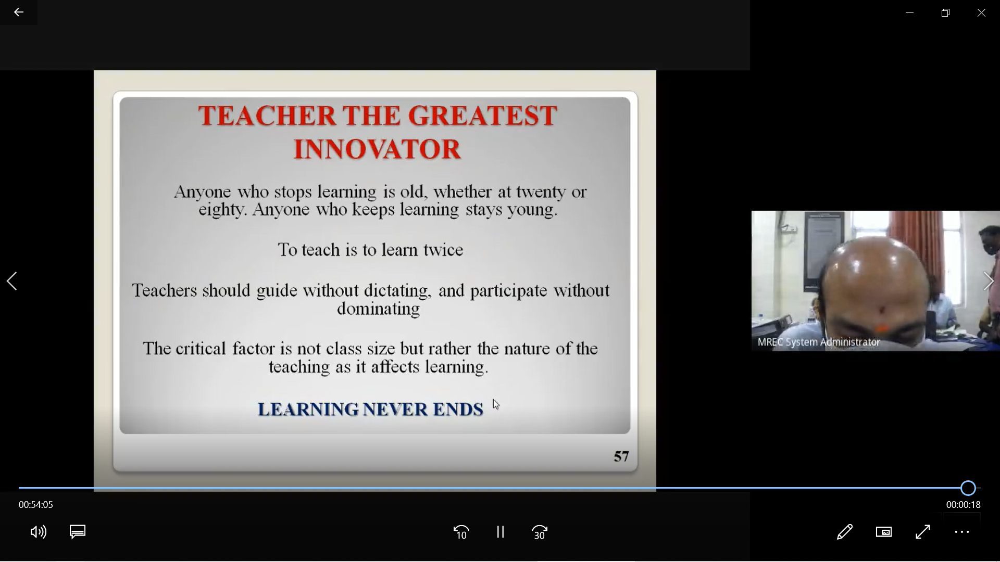 TEACHER THE GREATEST
INNOVATOR
Anyone who stops learning is old, whether at twenty or
eighty. Anyone who keeps learning stays young.
To teach is to learn twice
Teachers should guide without dictating, and participate without
dominating
The critical factor is not class size but rather the nature of the
teaching as it affects learning.
LEARNING NEVER ENDS
57
MREC System Administrator
00:54:05
00:00:18
10
30